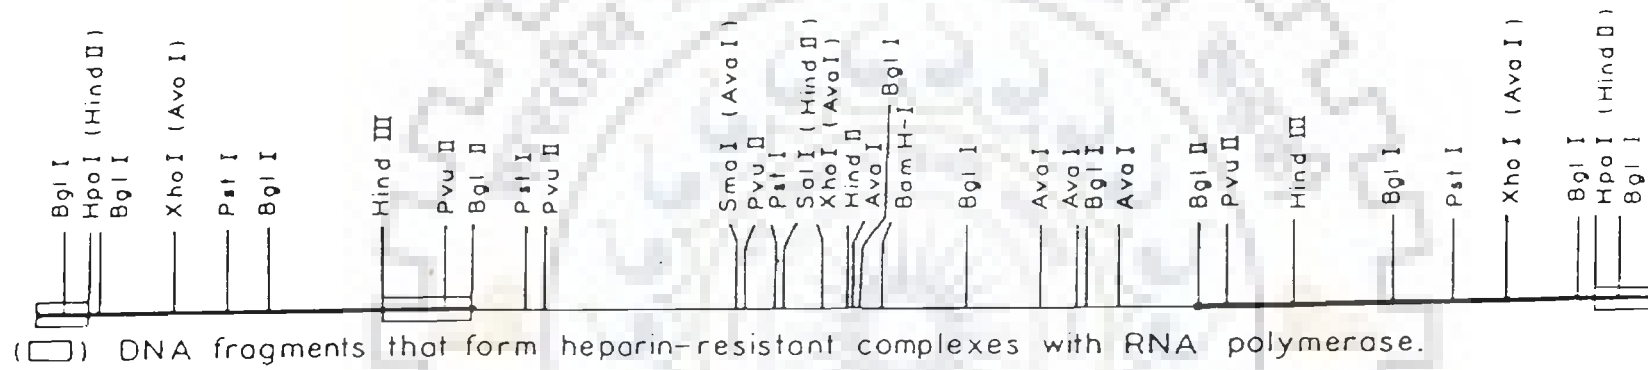 Bgl I
Hpa I (Hind II)
Bgl I
Xho I (Ava I)
Pst I
Bgl I
Hind III
Pvu II
Bgl II
Pst I
Pvu II
Sma I (Ava I)
Pvu II
Pst I
Sal I (Hind II)
Xho I (Ava I)
Hind II
Ava I
Bgl I
Bam H-I
Bgl I
Ava I
Ava I
Bgl I
Ava I
Bgl II
Pvu II
Hind III
Bgl I
Pst I
Xho I (Ava I)
Bgl I
Hpa I (Hind II)
Bgl I
( ) DNA fragments that form heparin-resistant complexes with RNA polymerase.